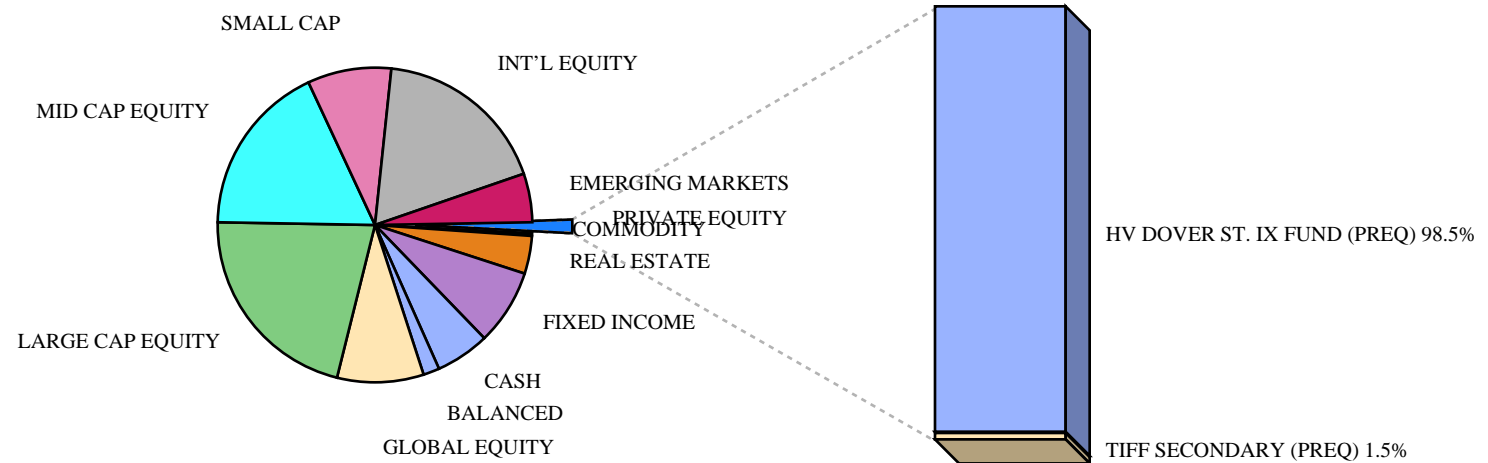 SMALL CAP
INT'L EQUITY
MID CAP EQUITY
EMERGING MARKETS
PRIVATE EQUITY
COMMODITY
HV DOVER ST. IX FUND (PREQ) 98.5%
REAL ESTATE
FIXED INCOME
LARGE CAP EQUITY
CASH
BALANCED
GLOBAL EQUITY
TIFF SECONDARY (PREQ) 1.5%